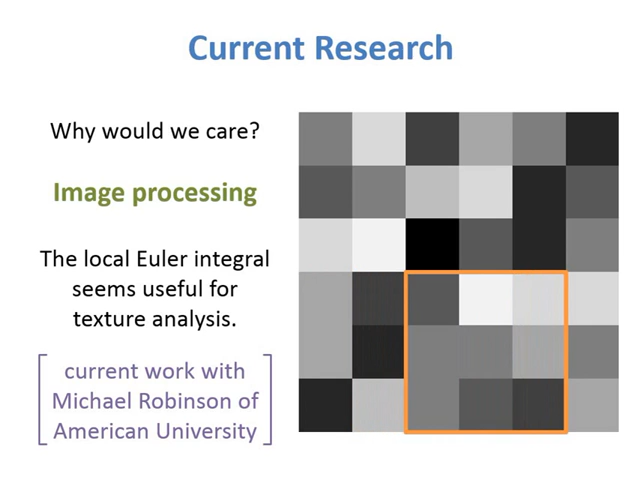 Current Research
Why would we care?
Image processing
The local Euler integral
seems useful for
texture analysis.
current work with
Michael Robinson of
American University